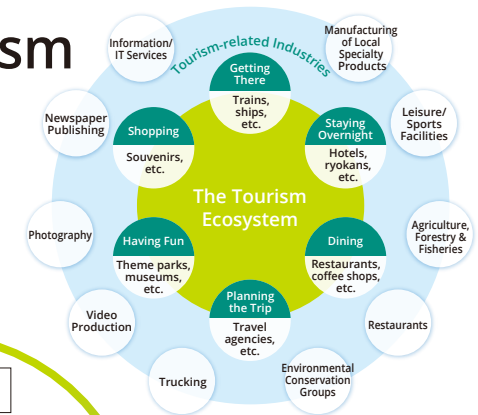 ism
Tourism-related Industries
Information/
IT Services
Manufacturing
of Local
Specialty
Products
Getting
There
Trains,
ships,
etc.
Newspaper
Publishing
Shopping
Souvenirs,
etc.
Staying
Overnight
Hotels,
ryokans,
etc.
Leisure/
Sports
Facilities
The Tourism
Ecosystem
Photography
Having Fun
Theme parks,
museums,
etc.
Dining
Restaurants,
coffee shops,
etc.
Agriculture,
Forestry &
Fisheries
Planning
the Trip
Travel
agencies,
etc.
Video
Production
Restaurants
Trucking
Environmental
Conservation
Groups